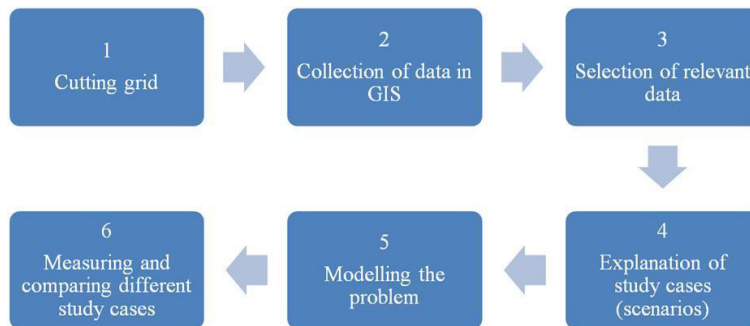 1
Cutting grid
2
Collection of data in
GIS
3
Selection of relevant
data
4
Explanation of
study cases
(scenarios)
5
Modelling the
problem
6
Measuring and
comparing different
study cases